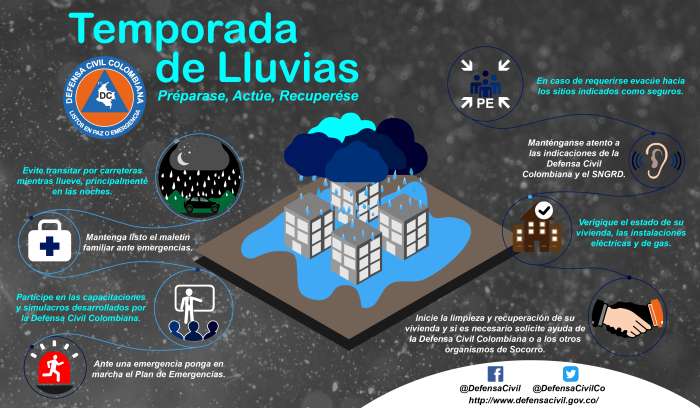 Temporada
de Lluvias
Préparase, Actúe, Recuperése
DEFENSA CIVIL COLOMBIANA
DC
LISTOS EN PAZ O EMERGENCIA
Evite transitar por carreteras
mientras llueve, principalmente
en las noches.
Mantenga listo el maletín
familiar ante emergencias.
Participe en las capacitaciones
y simulacros desarrollados por
la Defensa Civil Colombiana.
Ante una emergencia ponga en
marcha el Plan de Emergencias.
PE
En caso de requerirse evacúe hacia
los sitios indicados como seguros.
Manténganse atento a
las indicaciones de la
Defensa Civil
Colombiana y el SNGRD.
Verigique el estado de su
vivienda, las instalaciones
eléctricas y de gas.
Inicie la limpieza y recuperación de su
vivienda y si es necesario solicite ayuda de
la Defensa Civil Colombiana o a los otros
organismos de Socorro.
@DefensaCivil @DefensaCivilCo
http://www.defensacivil.gov.co/